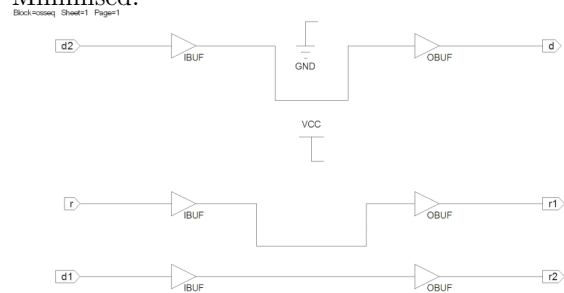 Minimised:
Block=osseq Sheet=1 Page=1
d2 IBUF GND OBUF d
VCC
r IBUF OBUF r1
d1 IBUF OBUF r2